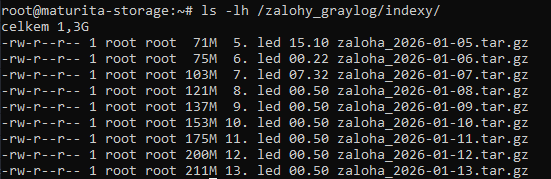 root@maturita-storage:~# ls -lh /zalohy_graylog/indexy/
celkem 1,3G
-rw-r--r-- 1 root root  71M  5. led 15.10 zaloha_2026-01-05.tar.gz
-rw-r--r-- 1 root root  75M  6. led 00.22 zaloha_2026-01-06.tar.gz
-rw-r--r-- 1 root root 103M  7. led 07.32 zaloha_2026-01-07.tar.gz
-rw-r--r-- 1 root root 121M  8. led 00.50 zaloha_2026-01-08.tar.gz
-rw-r--r-- 1 root root 137M  9. led 00.50 zaloha_2026-01-09.tar.gz
-rw-r--r-- 1 root root 153M 10. led 00.50 zaloha_2026-01-10.tar.gz
-rw-r--r-- 1 root root 175M 11. led 00.50 zaloha_2026-01-11.tar.gz
-rw-r--r-- 1 root root 200M 12. led 00.50 zaloha_2026-01-12.tar.gz
-rw-r--r-- 1 root root 211M 13. led 00.50 zaloha_2026-01-13.tar.gz